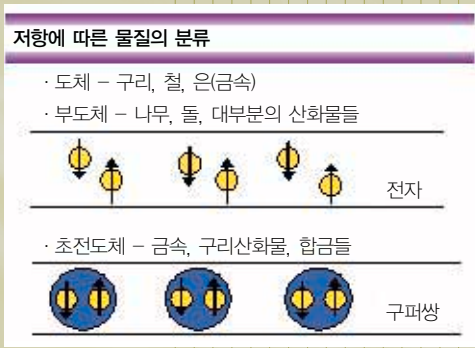 저항에 따른 물질의 분류
· 도체 – 구리, 철, 은(금속)
· 부도체 – 나무, 돌, 대부분의 산화물들
전자
· 초전도체 – 금속, 구리산화물, 합금들
구퍼쌍